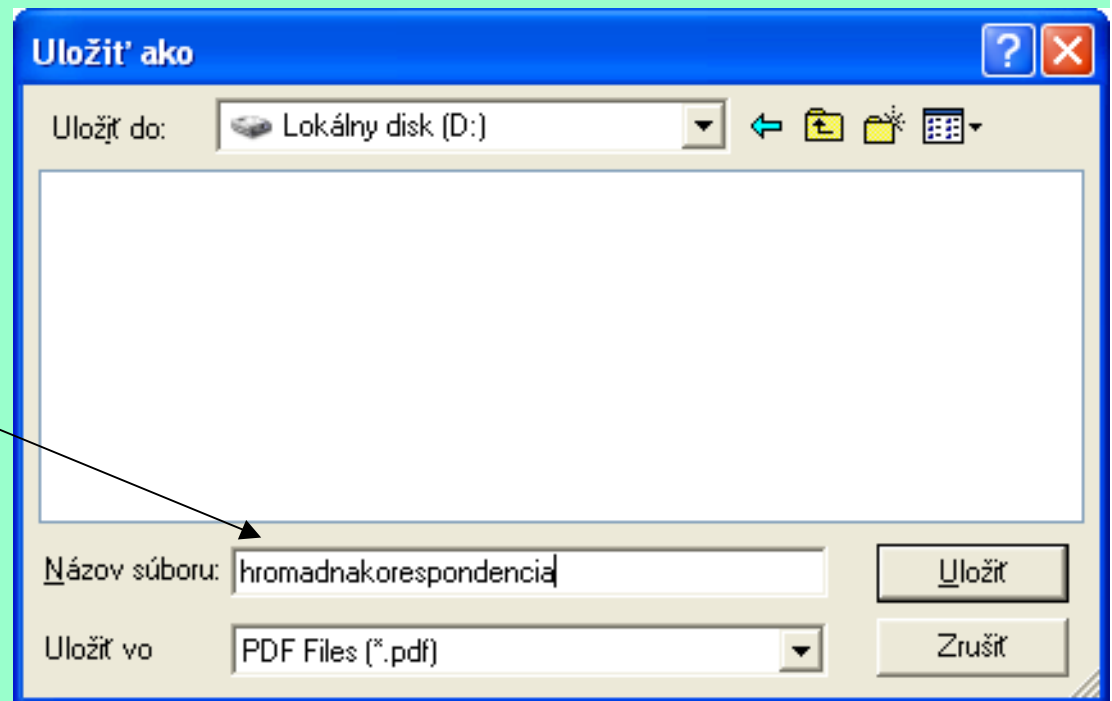 Uložiť ako
Uložiť do: Lokálny disk (D:)
Názov súboru: hromadnakorespondencia Uložiť
Uložiť vo PDF Files (*.pdf) Zrušiť